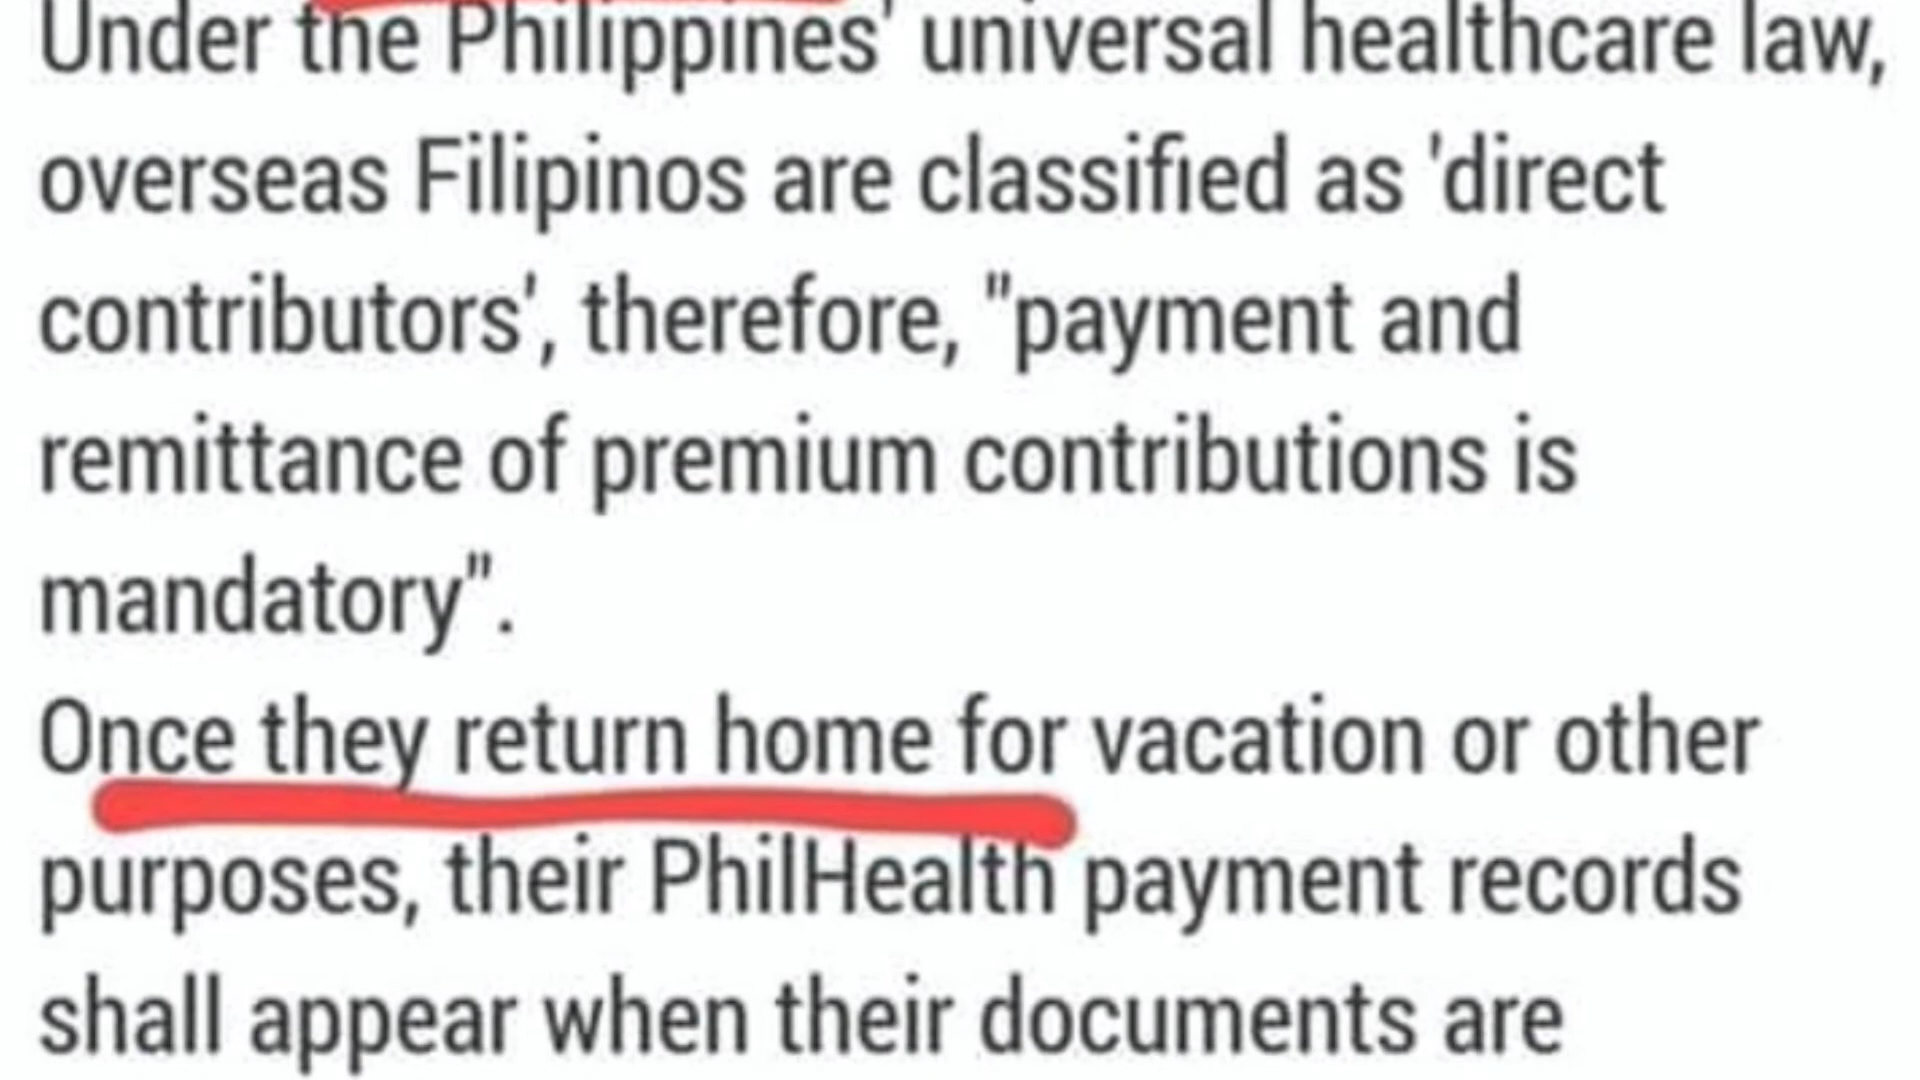 Under the Philippines' universal healthcare law,
overseas Filipinos are classified as 'direct
contributors', therefore, "payment and
remittance of premium contributions is
mandatory".
Once they return home for vacation or other
purposes, their PhilHealth payment records
shall appear when their documents are